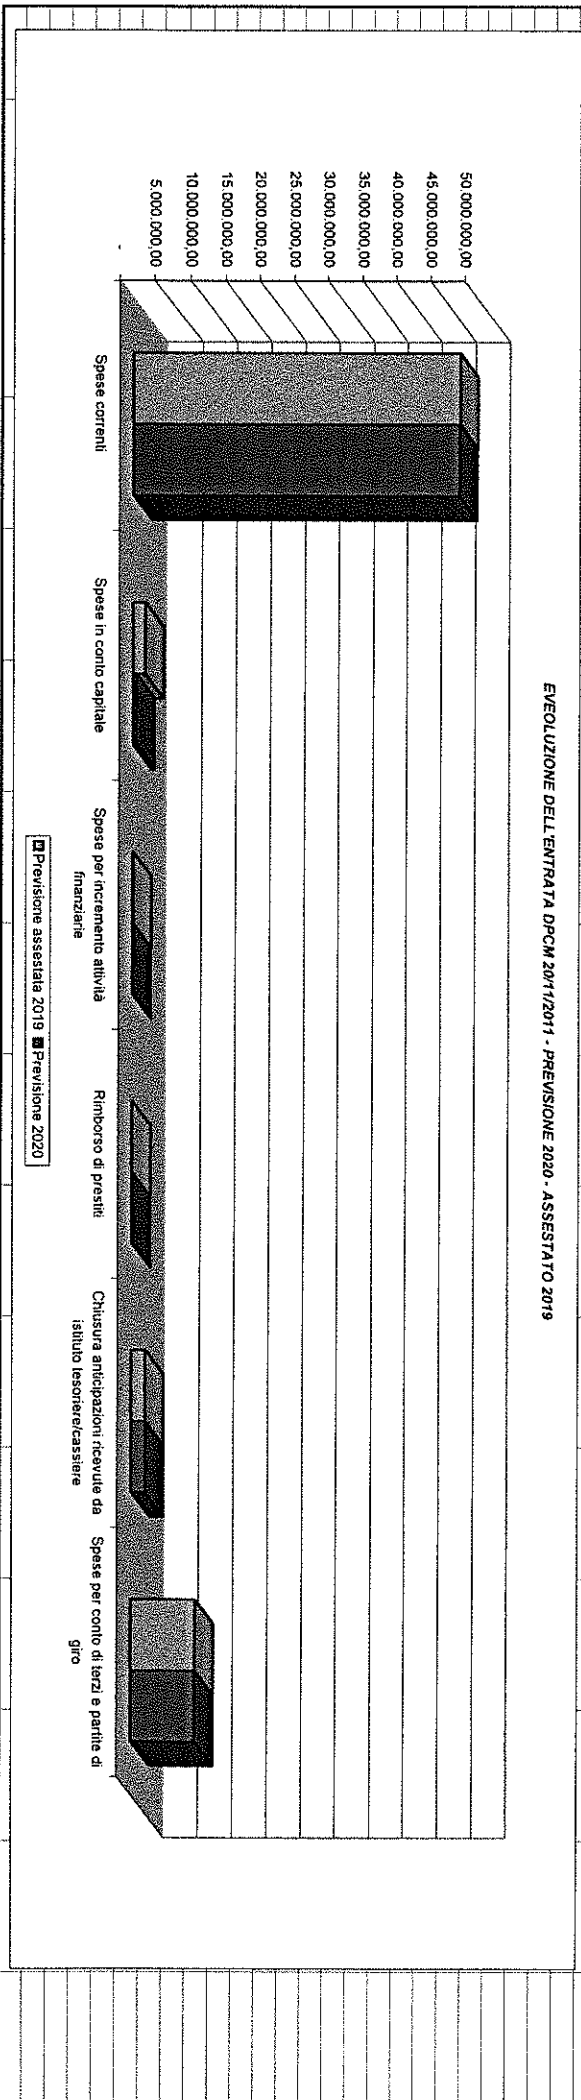 EVEOLUZIONE DELL'ENTRATA DPCM 20/11/2011 - PREVISIONE 2020 - ASSESTATO 2019
50.000.000,00
45.000.000,00
40.000.000,00
35.000.000,00
30.000.000,00
25.000.000,00
20.000.000,00
15.000.000,00
10.000.000,00
5.000.000,00
-
Spese correnti
Spese in conto capitale
Spese per incremento attività
finanziarie
Rimborso di prestiti
Chiusura anticipazioni ricevute da
istituto tesoriere/cassiere
Spese per conto di terzi e partite di
giro
Previsione assestata 2019
Previsione 2020